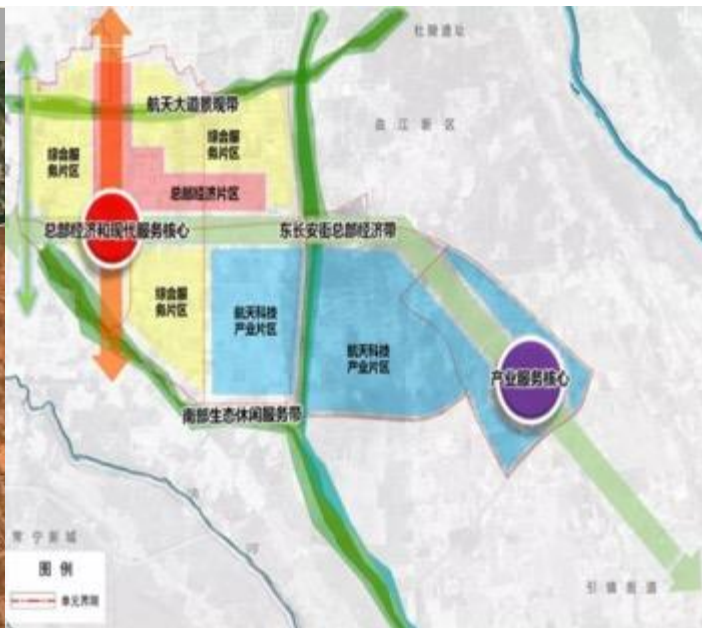 杜陵遗址
航天大道景观带
曲江新区
综合服
务片区
综合服
务片区
总部经济片区
总部经济和现代服务核心
东长安街总部经济带
综合服
务片区
航天科技
产业片区
航天科技
产业片区
产业服务核心
南部生态休闲服务带
常宁新城
图例
单元界限
引镇街道